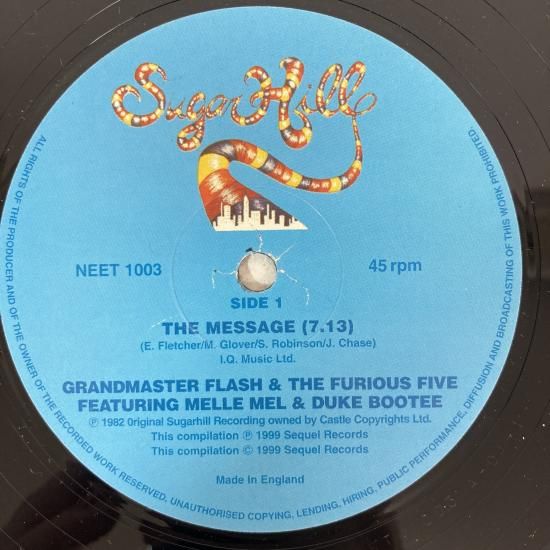 Sugar Hill
NEET 1003
45 rpm
SIDE 1
THE MESSAGE (7.13)
(E. Fletcher/M. Glover/S. Robinson/J. Chase)
I.Q. Music Ltd.
GRANDMASTER FLASH & THE FURIOUS FIVE
FEATURING MELLE MEL & DUKE BOOTEE
℗ 1982 0riginal Sugarhill Recording owned by Castle Copyrights Ltd.
This compilation ℗ 1999 Sequel Records
This compilation © 1999 Sequel Records
Made In England
ALL RIGHTS OF THE PRODUCER AND OF THE OWNER OF THE RECORDED WORK RESERVED. UNAUTHORISED COPYING, LENDING, HIRING, PUBLIC PERFORMANCE, DIFFUSION AND BROADCASTING OF THIS WORK PROHIBITED.